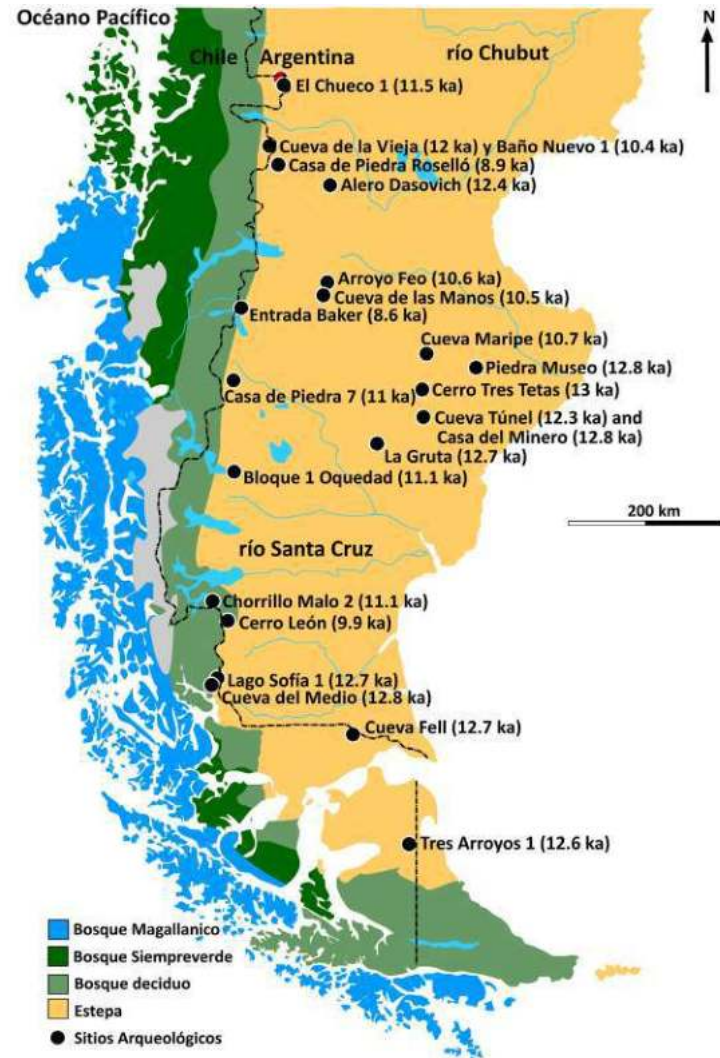 Océano Pacífico
Chile Argentina
río Chubut
N
El Chueco 1 (11.5 ka)
Cueva de la Vieja (12 ka) y Baño Nuevo 1 (10.4 ka)
Casa de Piedra Roselló (8.9 ka)
Alero Dasovich (12.4 ka)
Arroyo Feo (10.6 ka)
Cueva de las Manos (10.5 ka)
Entrada Baker (8.6 ka)
Cueva Maripe (10.7 ka)
Piedra Museo (12.8 ka)
Casa de Piedra 7 (11 ka)
Cerro Tres Tetas (13 ka)
Cueva Túnel (12.3 ka) and
Casa del Minero (12.8 ka)
La Gruta (12.7 ka)
Bloque 1 Oquedad (11.1 ka)
200 km
río Santa Cruz
Chorrillo Malo 2 (11.1 ka)
Cerro León (9.9 ka)
Lago Sofía 1 (12.7 ka)
Cueva del Medio (12.8 ka)
Cueva Fell (12.7 ka)
Tres Arroyos 1 (12.6 ka)
Bosque Magallanico
Bosque Siempreverde
Bosque deciduo
Estepa
Sitios Arqueológicos